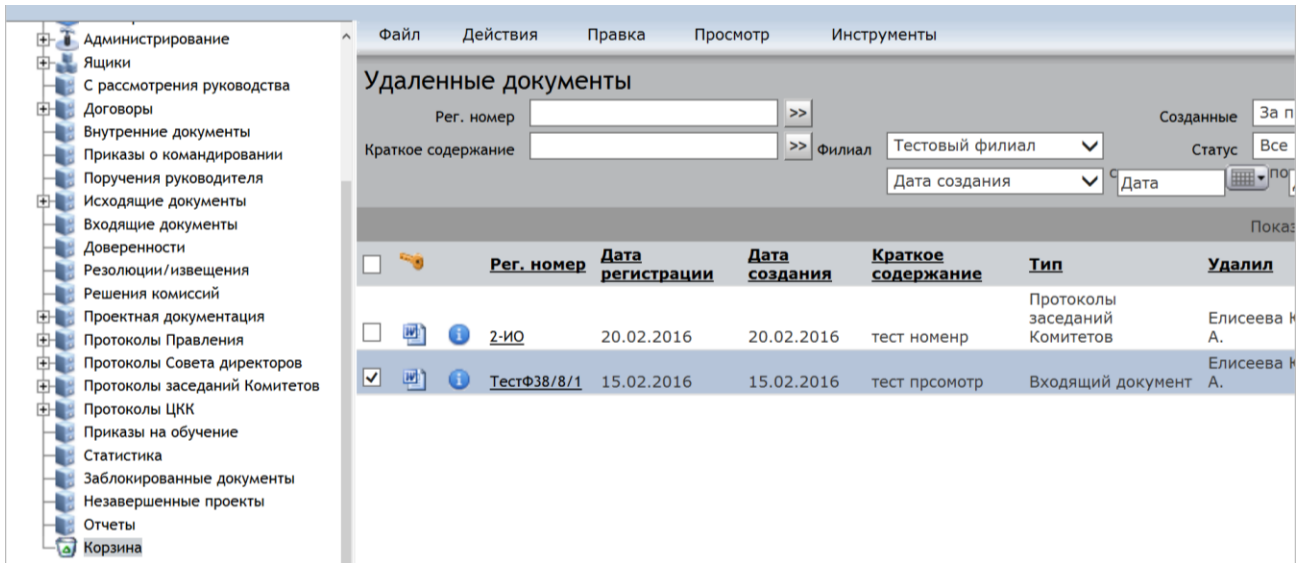 Администрирование
Ящики
С рассмотрения руководства
Договоры
Внутренние документы
Приказы о командировании
Поручения руководителя
Исходящие документы
Входящие документы
Доверенности
Резолюции/извещения
Решения комиссий
Проектная документация
Протоколы Правления
Протоколы Совета директоров
Протоколы заседаний Комитетов
Протоколы ЦКК
Приказы на обучение
Статистика
Заблокированные документы
Незавершенные проекты
Отчеты
Корзина
Файл Действия Правка Просмотр Инструменты
Удаленные документы
Рег. номер >> Созданные За п
Краткое содержание >> Филиал Тестовый филиал Статус Все
Дата создания с Дата по
Показ
Рег. номер Дата регистрации Дата создания Краткое содержание Тип Удалил
2-ИО 20.02.2016 20.02.2016 тест номенр Протоколы заседаний Комитетов Елисеева К А.
ТестФ38/8/1 15.02.2016 15.02.2016 тест прсомотр Входящий документ Елисеева К А.